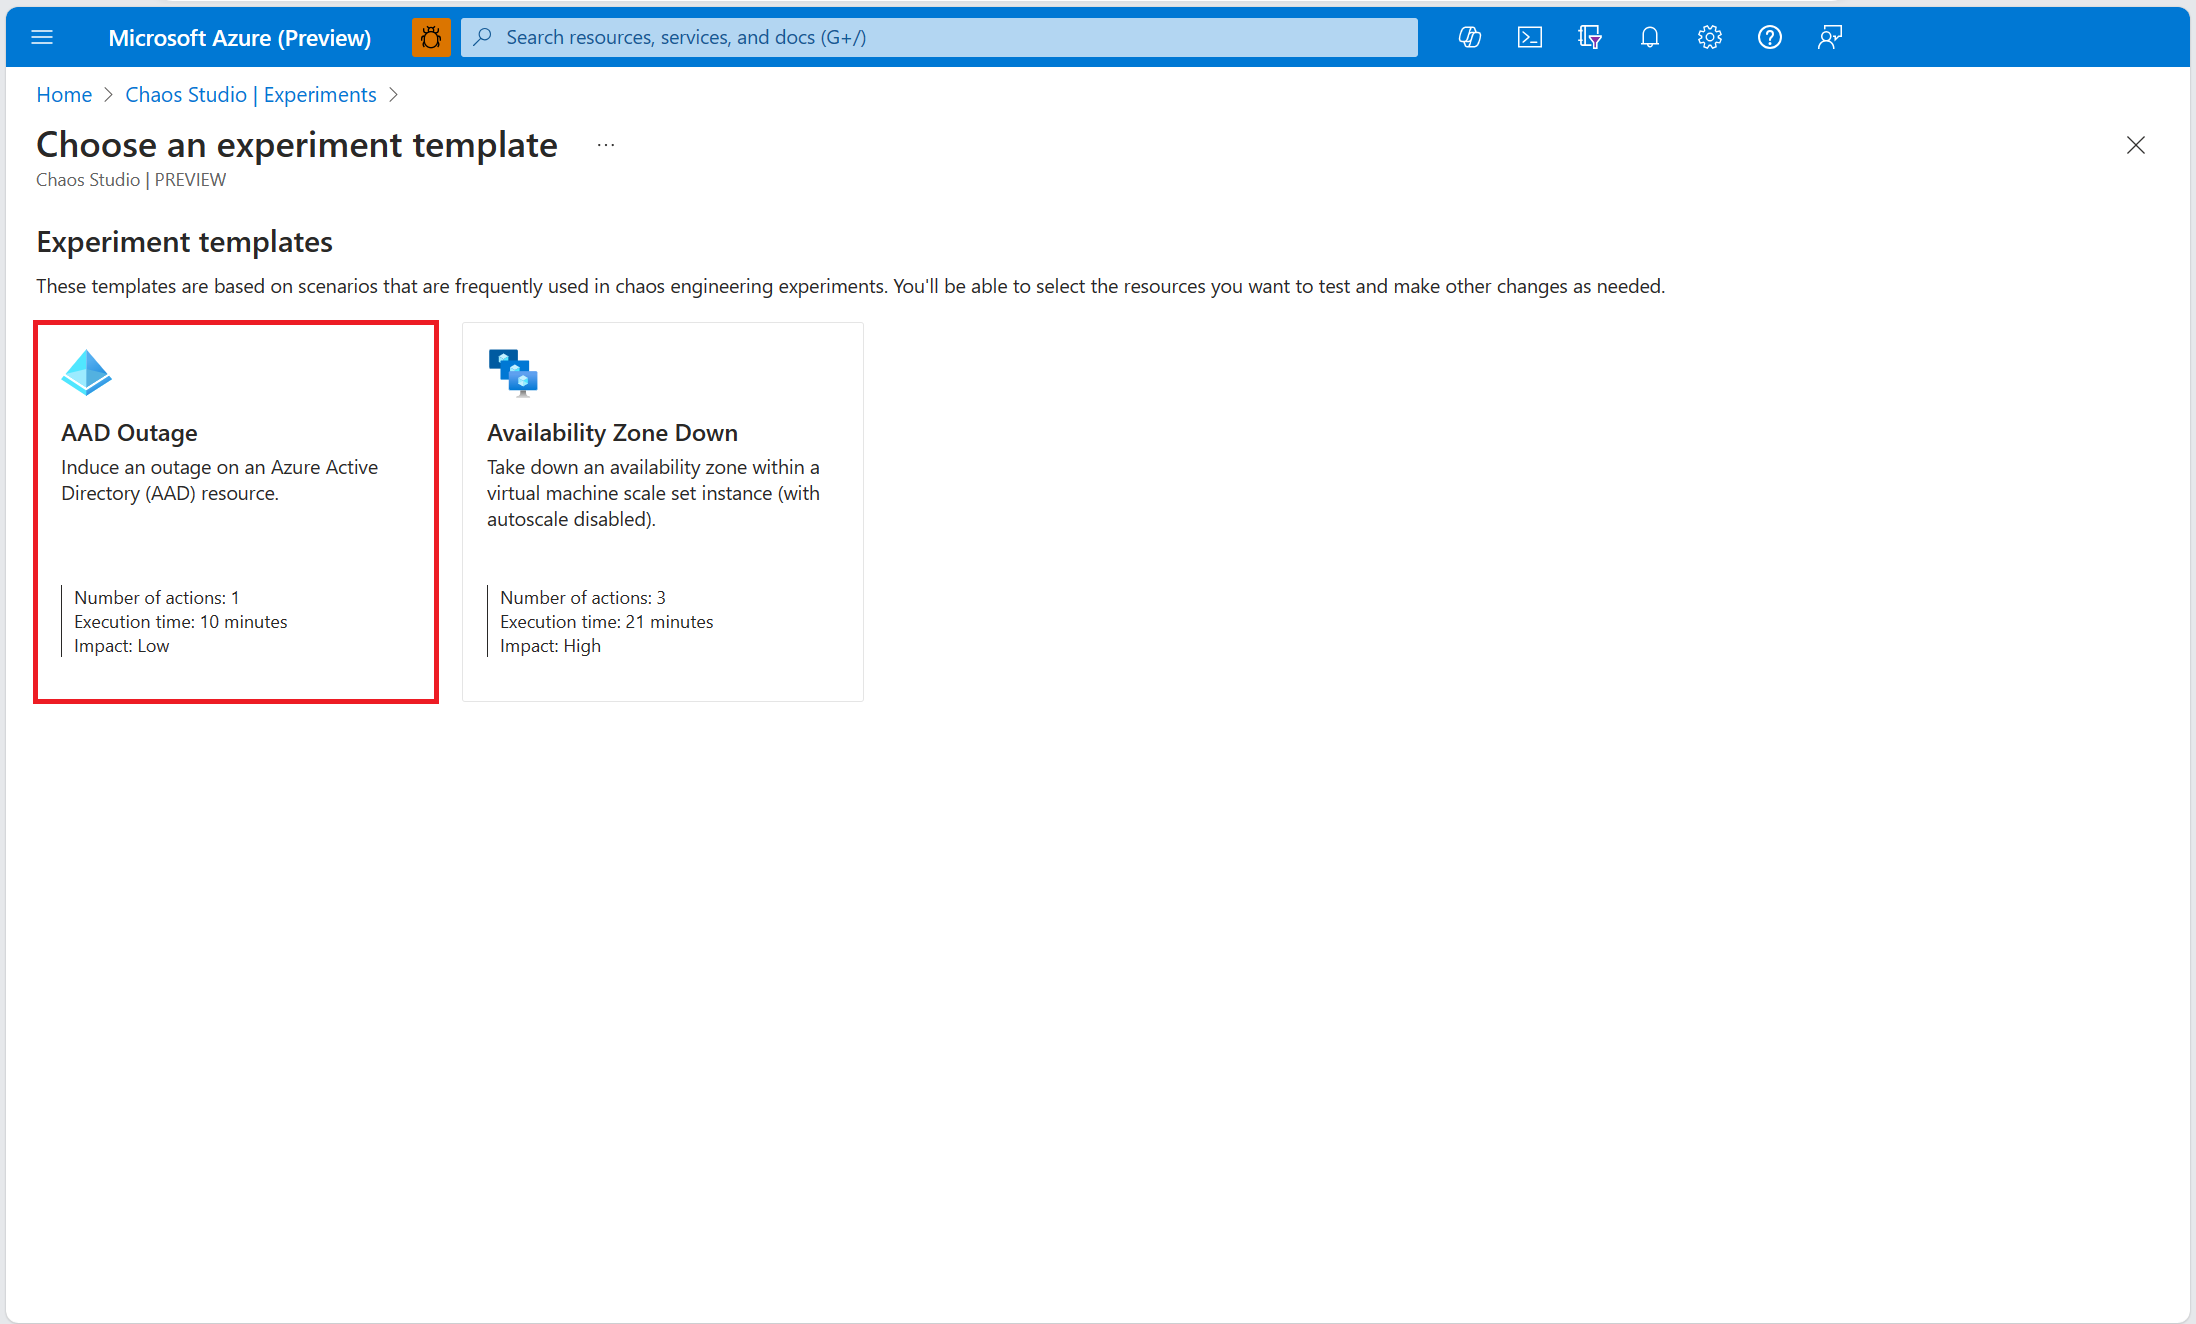 Microsoft Azure (Preview)
Search resources, services, and docs (G+/)
Home > Chaos Studio | Experiments >
Choose an experiment template ...
Chaos Studio | PREVIEW
Experiment templates
These templates are based on scenarios that are frequently used in chaos engineering experiments. You'll be able to select the resources you want to test and make other changes as needed.
AAD Outage
Induce an outage on an Azure Active
Directory (AAD) resource.
Number of actions: 1
Execution time: 10 minutes
Impact: Low
Availability Zone Down
Take down an availability zone within a
virtual machine scale set instance (with
autoscale disabled).
Number of actions: 3
Execution time: 21 minutes
Impact: High